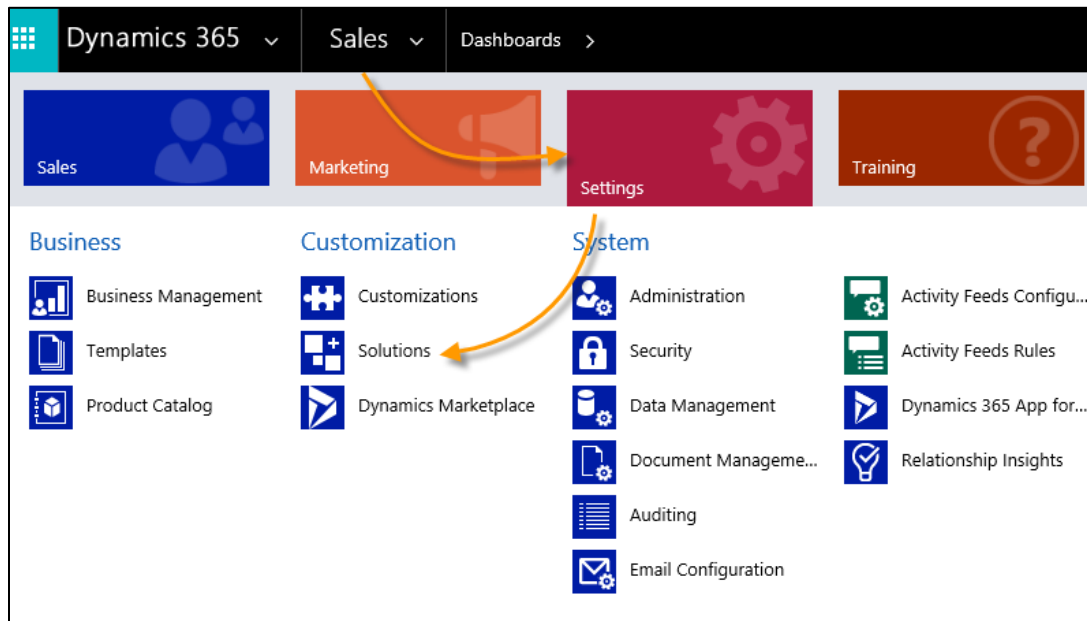 Dynamics 365
Sales
Dashboards
Sales
Marketing
Settings
Training
Business
Business Management
Templates
Product Catalog
Customization
Customizations
Solutions
Dynamics Marketplace
System
Administration
Security
Data Management
Document Manageme...
Auditing
Email Configuration
Activity Feeds Configu...
Activity Feeds Rules
Dynamics 365 App for...
Relationship Insights